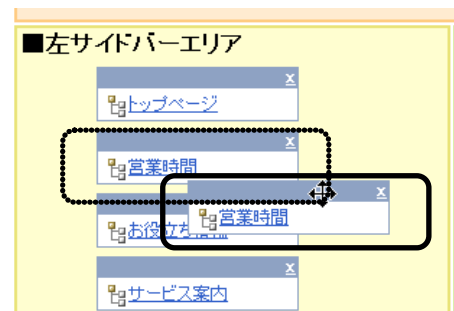 ■左サイドバーエリア
x
トップページ
x
営業時間
x
営業時間
お役立ち
x
サービス案内